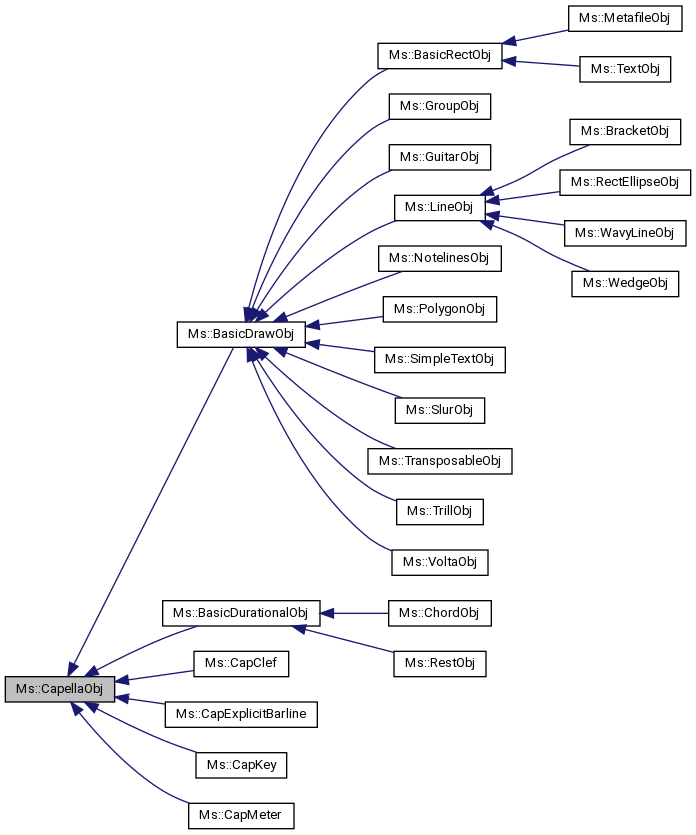 Ms::MetafileObj
Ms::BasicRectObj
Ms::TextObj
Ms::GroupObj
Ms::BracketObj
Ms::GuitarObj
Ms::RectEllipseObj
Ms::LineObj
Ms::WavyLineObj
Ms::NotelinesObj
Ms::WedgeObj
Ms::PolygonObj
Ms::BasicDrawObj
Ms::SimpleTextObj
Ms::SlurObj
Ms::TransposableObj
Ms::TrillObj
Ms::VoltaObj
Ms::BasicDurationalObj
Ms::ChordObj
Ms::RestObj
Ms::CapClef
Ms::CapellaObj
Ms::CapExplicitBarline
Ms::CapKey
Ms::CapMeter